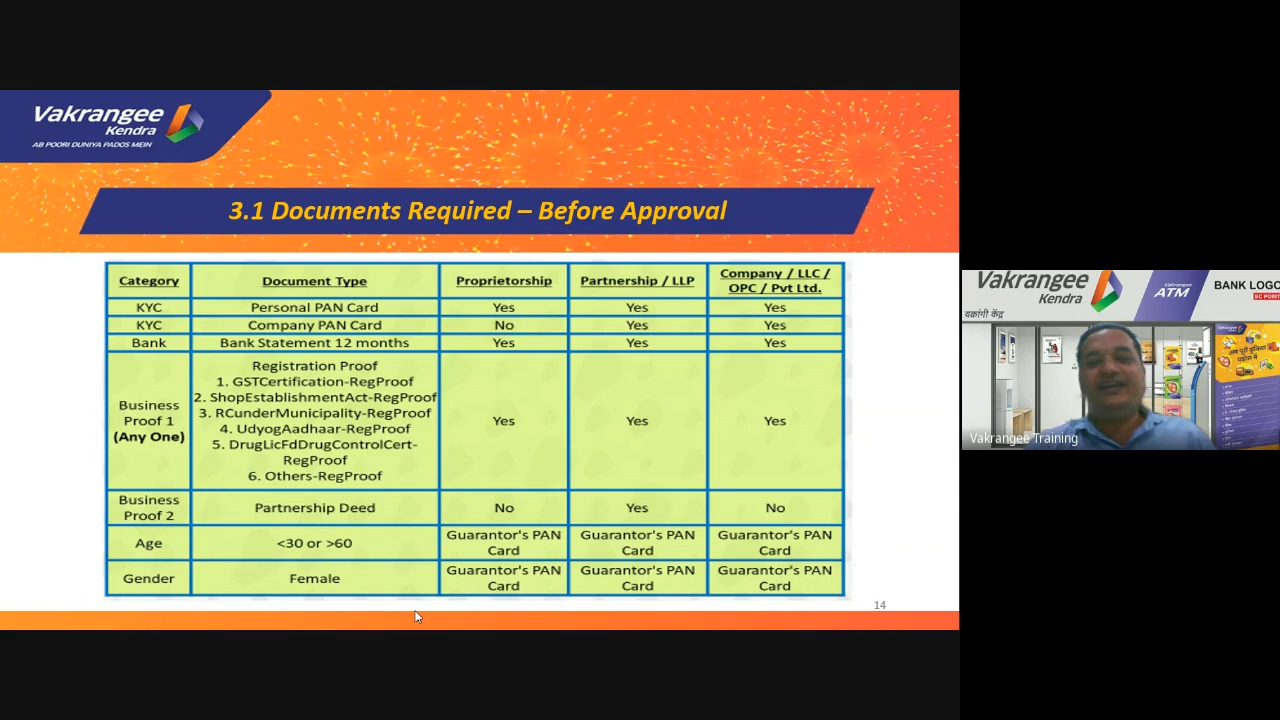 Vakrangee
Kendra
AB POORI DUNIYA PADOS MEIN
3.1 Documents Required – Before Approval
Category Document Type Proprietorship Partnership / LLP Company / LLC / OPC / Pvt Ltd.
KYC Personal PAN Card Yes Yes Yes
KYC Company PAN Card No Yes Yes
Bank Bank Statement 12 months Yes Yes Yes
Business Proof 1 (Any One)
Registration Proof
1. GSTCertification-RegProof
2. ShopEstablishmentAct-RegProof
3. RCunderMunicipality-RegProof
4. UdyogAadhaar-RegProof
5. DrugLicFdDrugControlCert-
RegProof
6. Others-RegProof
Yes Yes Yes
Business Proof 2 Partnership Deed No Yes No
Age <30 or >60 Guarantor's PAN Card Guarantor's PAN Card Guarantor's PAN Card
Gender Female Guarantor's PAN Card Guarantor's PAN Card Guarantor's PAN Card
14
Vakrangee
Kendra
वक्रांगी केंद्र
Vakrangee
ATM
BANK LOGO
BC POINT
अब पूरी दुनिया
पड़ोस में
Vakrangee Training